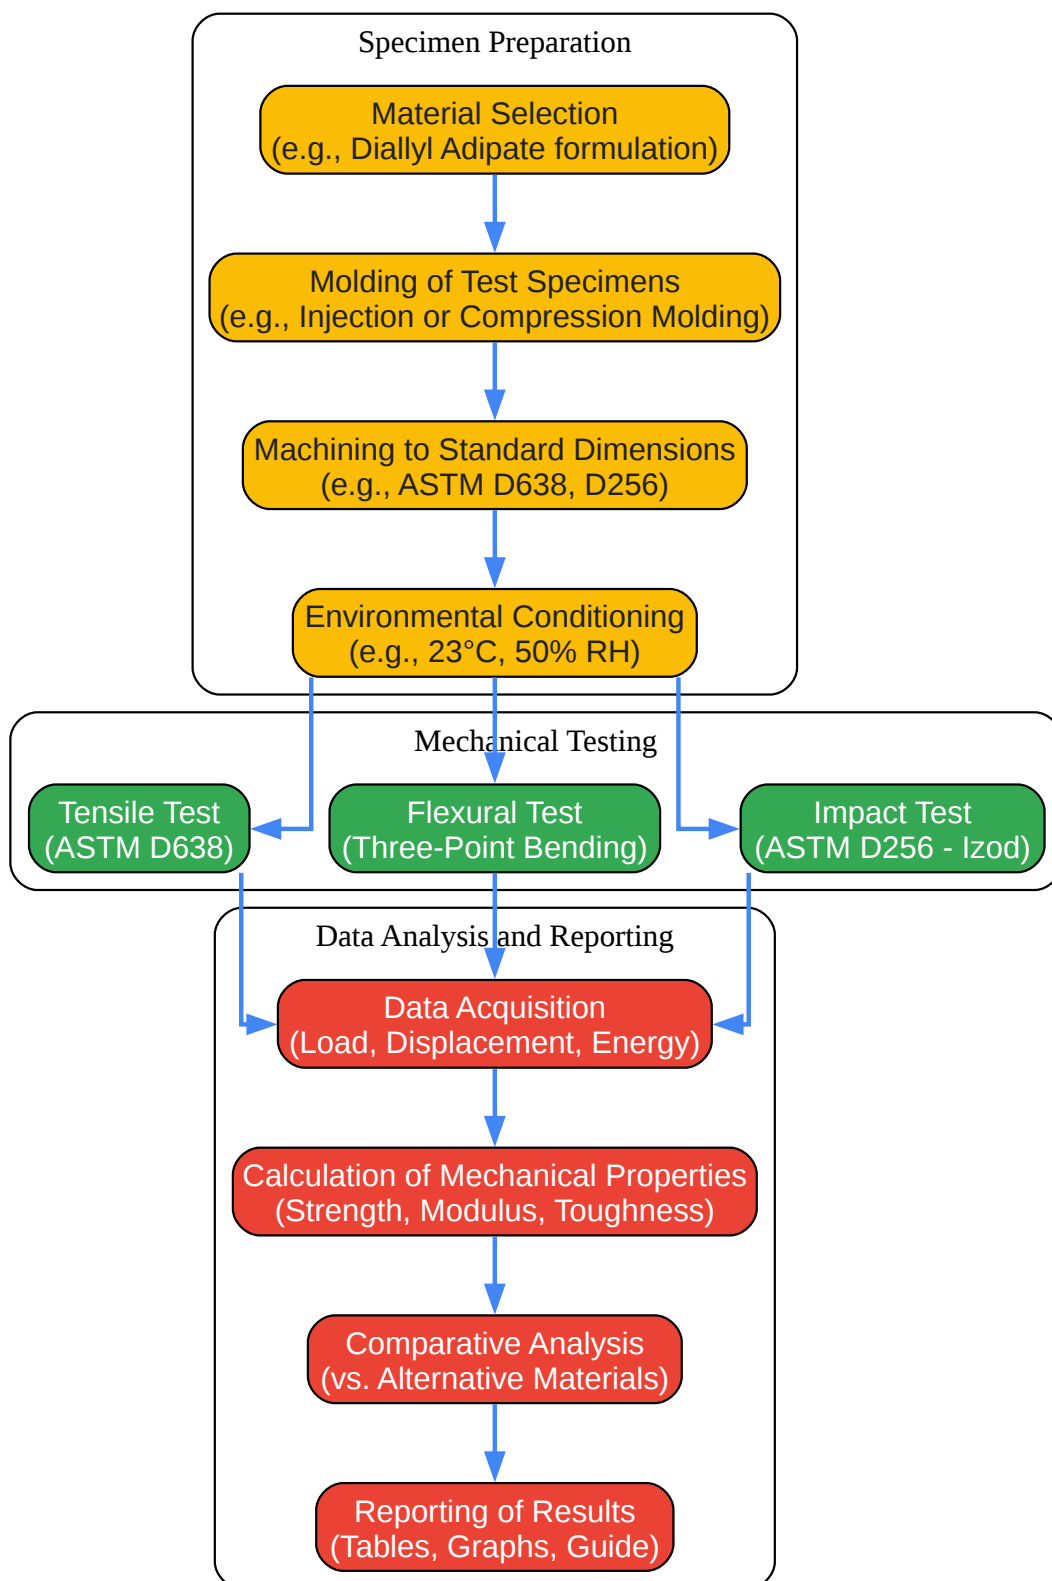 Specimen Preparation
Material Selection
(e.g., Diallyl Adipate formulation)
Molding of Test Specimens
(e.g., Injection or Compression Molding)
Machining to Standard Dimensions
(e.g., ASTM D638, D256)
Environmental Conditioning
(e.g., 23°C, 50% RH)
Mechanical Testing
Tensile Test
(ASTM D638)
Flexural Test
(Three-Point Bending)
Impact Test
(ASTM D256 - Izod)
Data Analysis and Reporting
Data Acquisition
(Load, Displacement, Energy)
Calculation of Mechanical Properties
(Strength, Modulus, Toughness)
Comparative Analysis
(vs. Alternative Materials)
Reporting of Results
(Tables, Graphs, Guide)